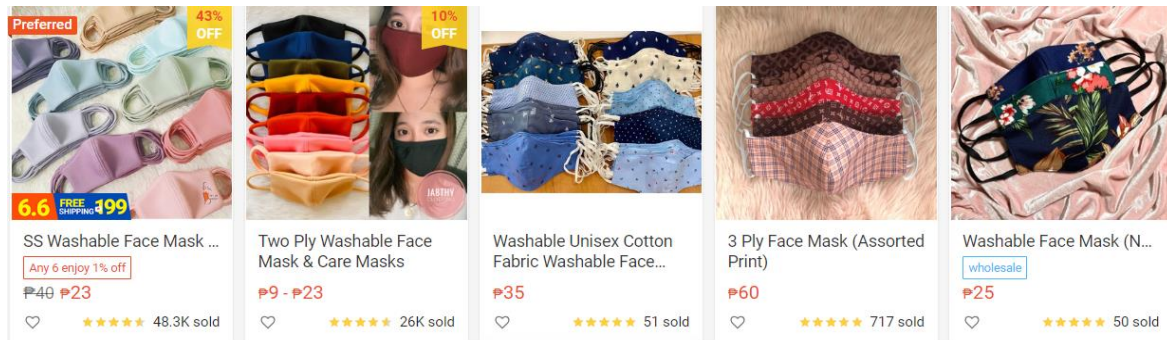 Preferred
43%
OFF
6.6 FREE SHIPPING ₱199
SS Washable Face Mask ...
Any 6 enjoy 1% off
₱40 ₱23
48.3K sold
10%
OFF
JABTHY
Two Ply Washable Face
Mask & Care Masks
₱9 - ₱23
26K sold
Washable Unisex Cotton
Fabric Washable Face...
₱35
51 sold
3 Ply Face Mask (Assorted
Print)
₱60
717 sold
Washable Face Mask (N...
wholesale
₱25
50 sold